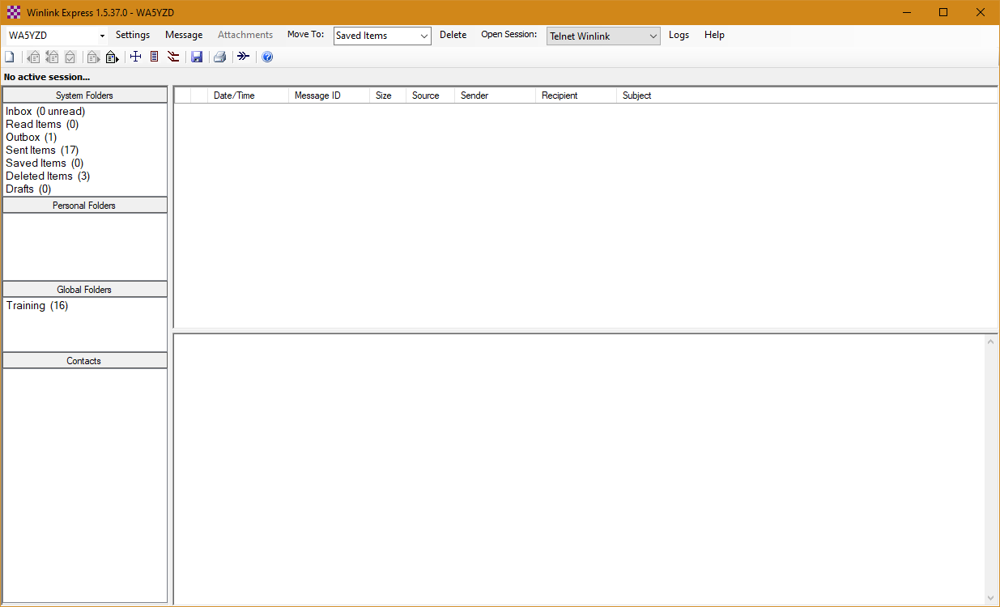 Winlink Express 1.5.37.0 - WA5YZD
WA5YZD Settings Message Attachments Move To: Saved Items Delete Open Session: Telnet Winlink Logs Help
No active session...
System Folders
Inbox (0 unread)
Read Items (0)
Outbox (1)
Sent Items (17)
Saved Items (0)
Deleted Items (3)
Drafts (0)
Personal Folders
Global Folders
Training (16)
Contacts
Date/Time Message ID Size Source Sender Recipient Subject